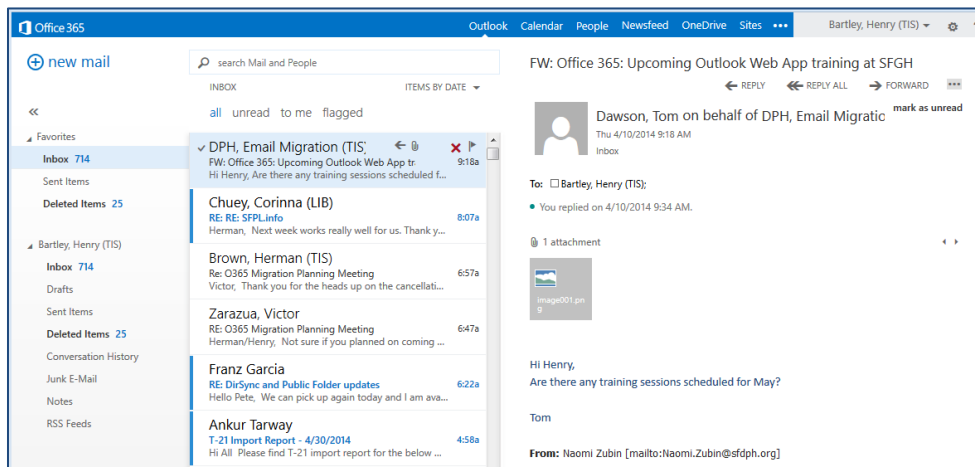 Office 365
Outlook Calendar People Newsfeed OneDrive Sites ••• Bartley, Henry (TIS)
new mail
search Mail and People
INBOX ITEMS BY DATE
all unread to me flagged
Favorites
Inbox 714
Sent Items
Deleted Items 25
Bartley, Henry (TIS)
Inbox 714
Drafts
Sent Items
Deleted Items 25
Conversation History
Junk E-Mail
Notes
RSS Feeds
DPH, Email Migration (TIS)
FW: Office 365: Upcoming Outlook Web App tr 9:18a
Hi Henry, Are there any training sessions scheduled f...
Chuey, Corinna (LIB)
RE: RE: SFPL.info 8:07a
Herman, Next week works really well for us. Thank y...
Brown, Herman (TIS)
Re: O365 Migration Planning Meeting 6:57a
Victor, Thank you for the heads up on the cancellati...
Zarazua, Victor
RE: O365 Migration Planning Meeting 6:47a
Herman/Henry, Not sure if you planned on coming ...
Franz Garcia
RE: DirSync and Public Folder updates 6:22a
Hello Pete, We can pick up again today and I am ava...
Ankur Tarway
T-21 Import Report - 4/30/2014 4:58a
Hi All Please find T-21 import report for the below ...
FW: Office 365: Upcoming Outlook Web App training at SFGH
REPLY REPLY ALL FORWARD •••
mark as unread
Dawson, Tom on behalf of DPH, Email Migratio
Thu 4/10/2014 9:18 AM
Inbox
To: Bartley, Henry (TIS);
• You replied on 4/10/2014 9:34 AM.
1 attachment
image001.pn
g
Hi Henry,
Are there any training sessions scheduled for May?
Tom
From: Naomi Zubin [mailto:Naomi.Zubin@sfdph.org]